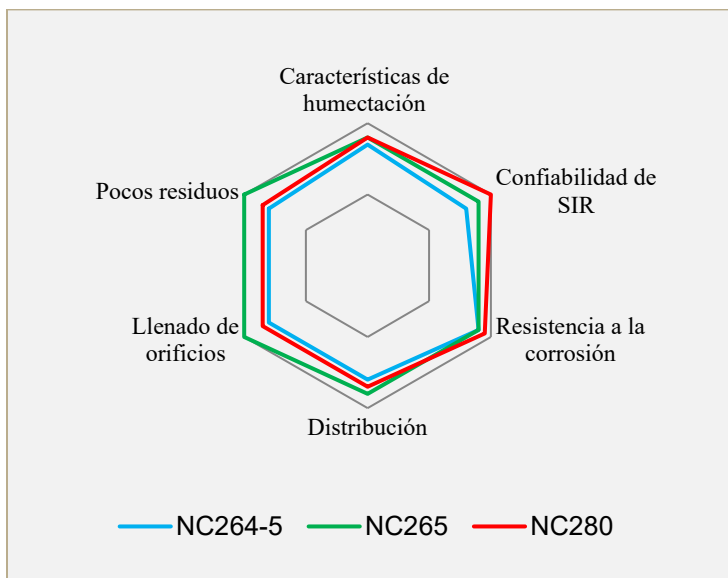 Características de
humectación
Confiabilidad de
SIR
Resistencia a la
corrosión
Distribución
Llenado de
orificios
Pocos residuos
NC264-5
NC265
NC280